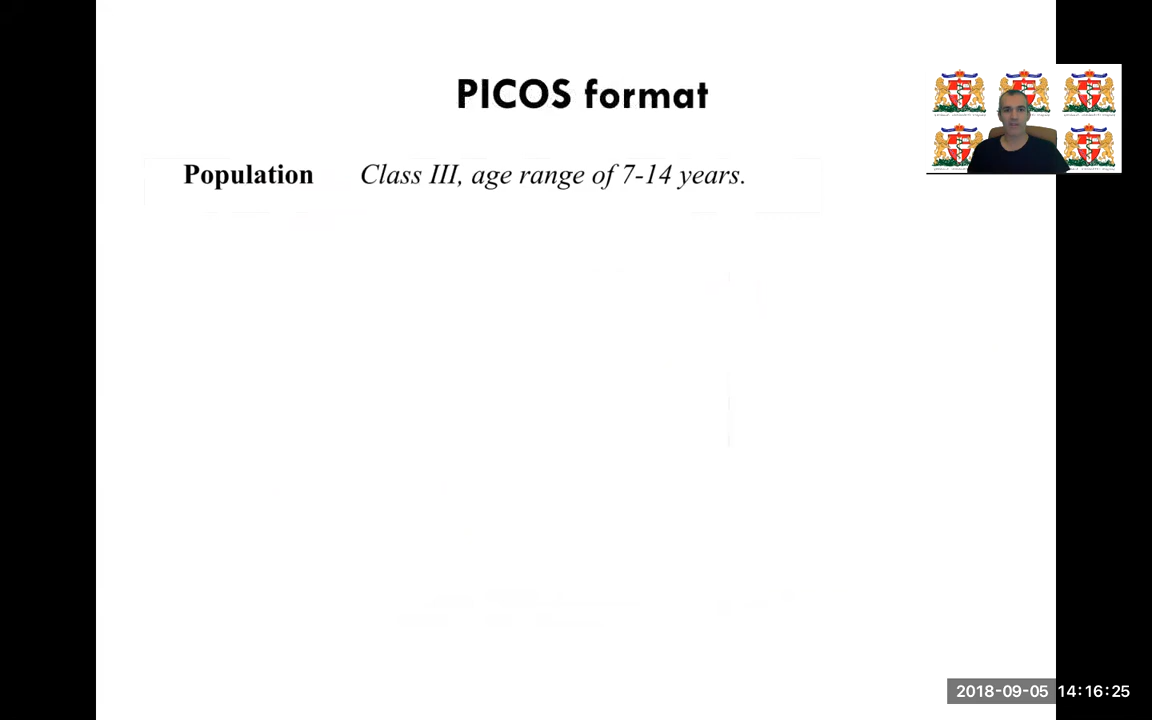 PICOS format
Population Class III, age range of 7-14 years.
2018-09-05 14:16:25